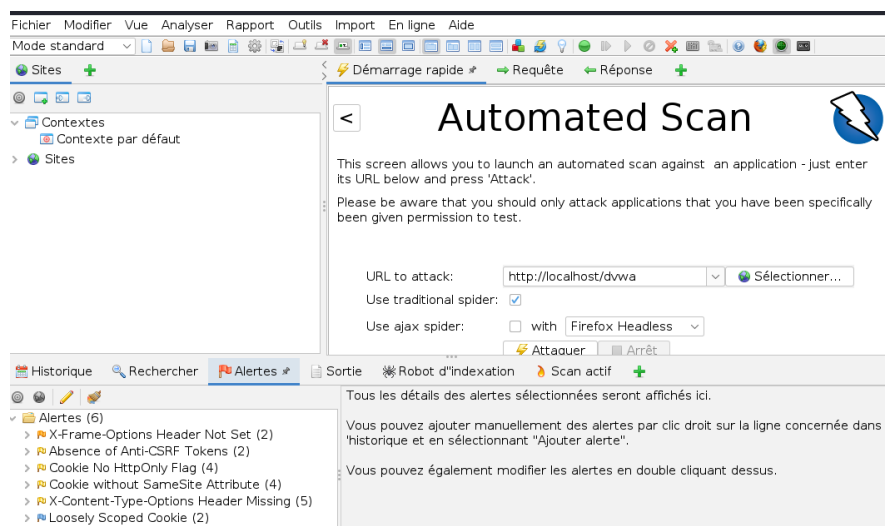 Fichier Modifier Vue Analyser Rapport Outils Import En ligne Aide
Mode standard
Sites
Démarrage rapide
Requête
Réponse
Contextes
Contexte par défaut
Sites
<
Automated Scan
This screen allows you to launch an automated scan against an application - just enter
its URL below and press 'Attack'.
Please be aware that you should only attack applications that you have been specifically
been given permission to test.
URL to attack: http://localhost/dvwa Sélectionner...
Use traditional spider:
Use ajax spider: with Firefox Headless
Attaquer Arrêt
Historique Rechercher Alertes Sortie Robot d"indexation Scan actif
Alertes (6)
X-Frame-Options Header Not Set (2)
Absence of Anti-CSRF Tokens (2)
Cookie No HttpOnly Flag (4)
Cookie without SameSite Attribute (4)
X-Content-Type-Options Header Missing (5)
Loosely Scoped Cookie (2)
Tous les détails des alertes sélectionnées seront affichés ici.
Vous pouvez ajouter manuellement des alertes par clic droit sur la ligne concernée dans
'historique et en sélectionnant "Ajouter alerte".
Vous pouvez également modifier les alertes en double cliquant dessus.